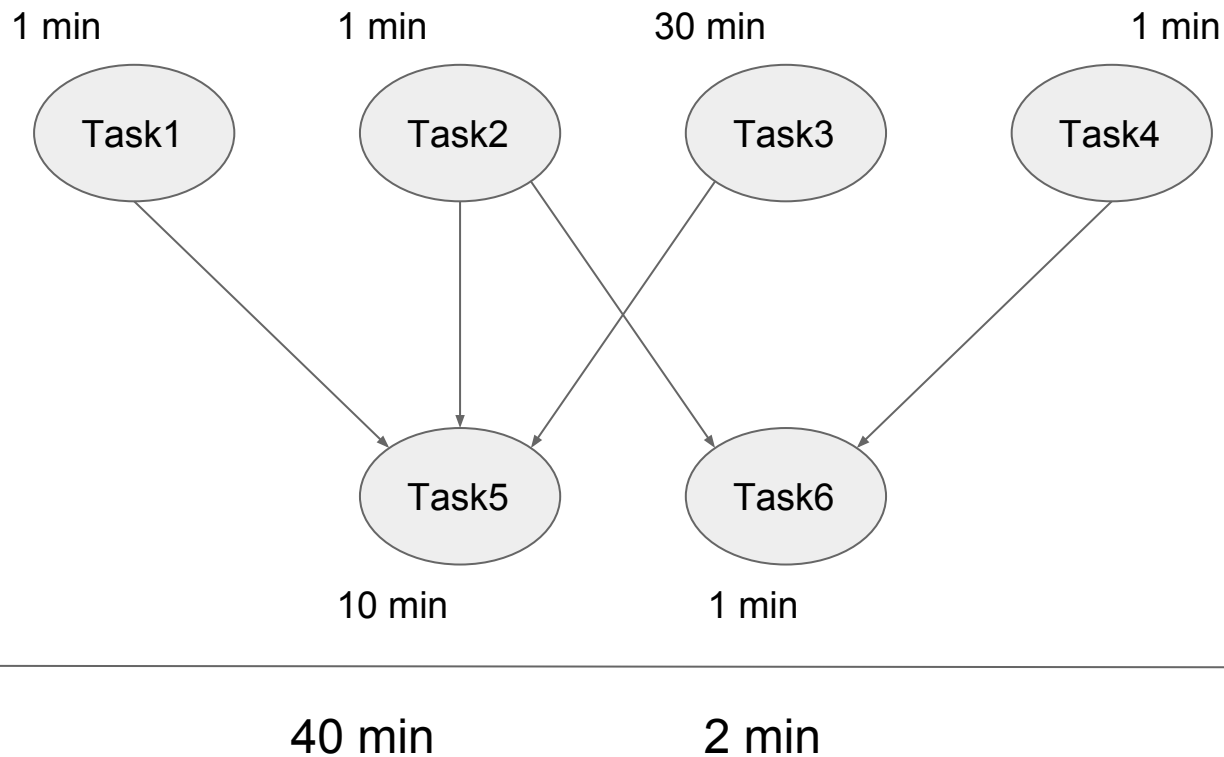 1 min
1 min
30 min
1 min
Task1
Task2
Task3
Task4
Task5
Task6
10 min
1 min
40 min
2 min